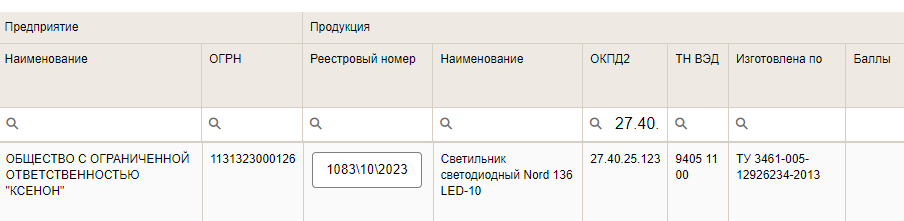 Предприятие Продукция
Наименование ОГРН Реестровый номер Наименование ОКПД2 ТН ВЭД Изготовлена по Баллы
27.40.
ОБЩЕСТВО С ОГРАНИЧЕННОЙ
ОТВЕТСТВЕННОСТЬЮ
"КСЕНОН"
1131323000126
1083\10\2023
Светильник
светодиодный Nord 136
LED-10
27.40.25.123
9405 11
00
ТУ 3461-005-
12926234-2013